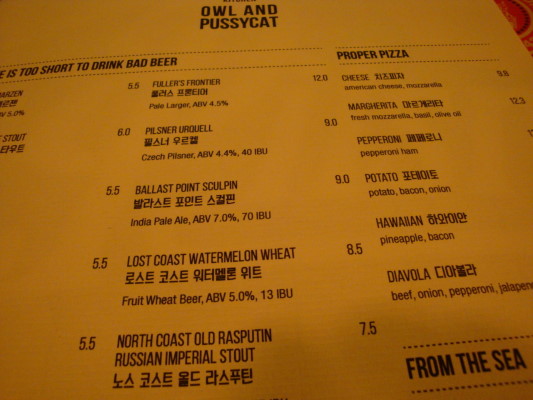 KITCHEN
OWL AND
PUSSYCAT
E IS TOO SHORT TO DRINK BAD BEER
5.5
ABV 5.0%
6.0
STOUT
타우트
5.5
5.5
5.5
FULLER'S FRONTIER 12.0
풀러스 프론티어
Pale Larger, ABV 4.5%
PILSNER URQUELL 9.0
필스너 우르켈
Czech Pilsner, ABV 4.4%, 40 IBU
BALLAST POINT SCULPIN 9.0
발라스트 포인트 스컬핀
India Pale Ale, ABV 7.0%, 70 IBU
LOST COAST WATERMELON WHEAT 8.5
로스트 코스트 워터멜론 위트
Fruit Wheat Beer, ABV 5.0%, 13 IBU
NORTH COAST OLD RASPUTIN 7.5
RUSSIAN IMPERIAL STOUT
노스 코스트 올드 라스푸틴
PROPER PIZZA
CHEESE 치즈피자 9.8
american cheese, mozzarella
MARGHERITA 마르게리타 12.3
fresh mozzarella, basil, olive oil
PEPPERONI 페페로니
pepperoni ham
POTATO 포테이토
potato, bacon, onion
HAWAIIAN 하와이안
pineapple, bacon
DIAVOLA 디아볼라
beef, onion, pepperoni, jalapeno
FROM THE SEA